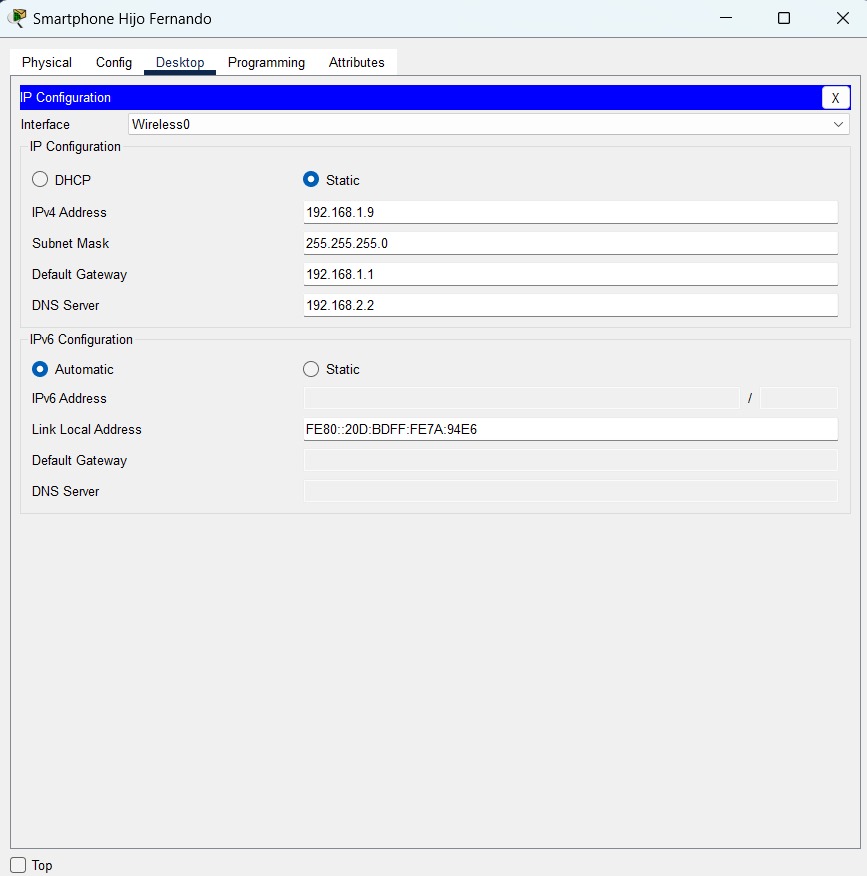 Smartphone Hijo Fernando
Physical Config Desktop Programming Attributes
IP Configuration X
Interface Wireless0
IP Configuration
DHCP Static
IPv4 Address 192.168.1.9
Subnet Mask 255.255.255.0
Default Gateway 192.168.1.1
DNS Server 192.168.2.2
IPv6 Configuration
Automatic Static
IPv6 Address /
Link Local Address FE80::20D:BDFF:FE7A:94E6
Default Gateway
DNS Server
Top